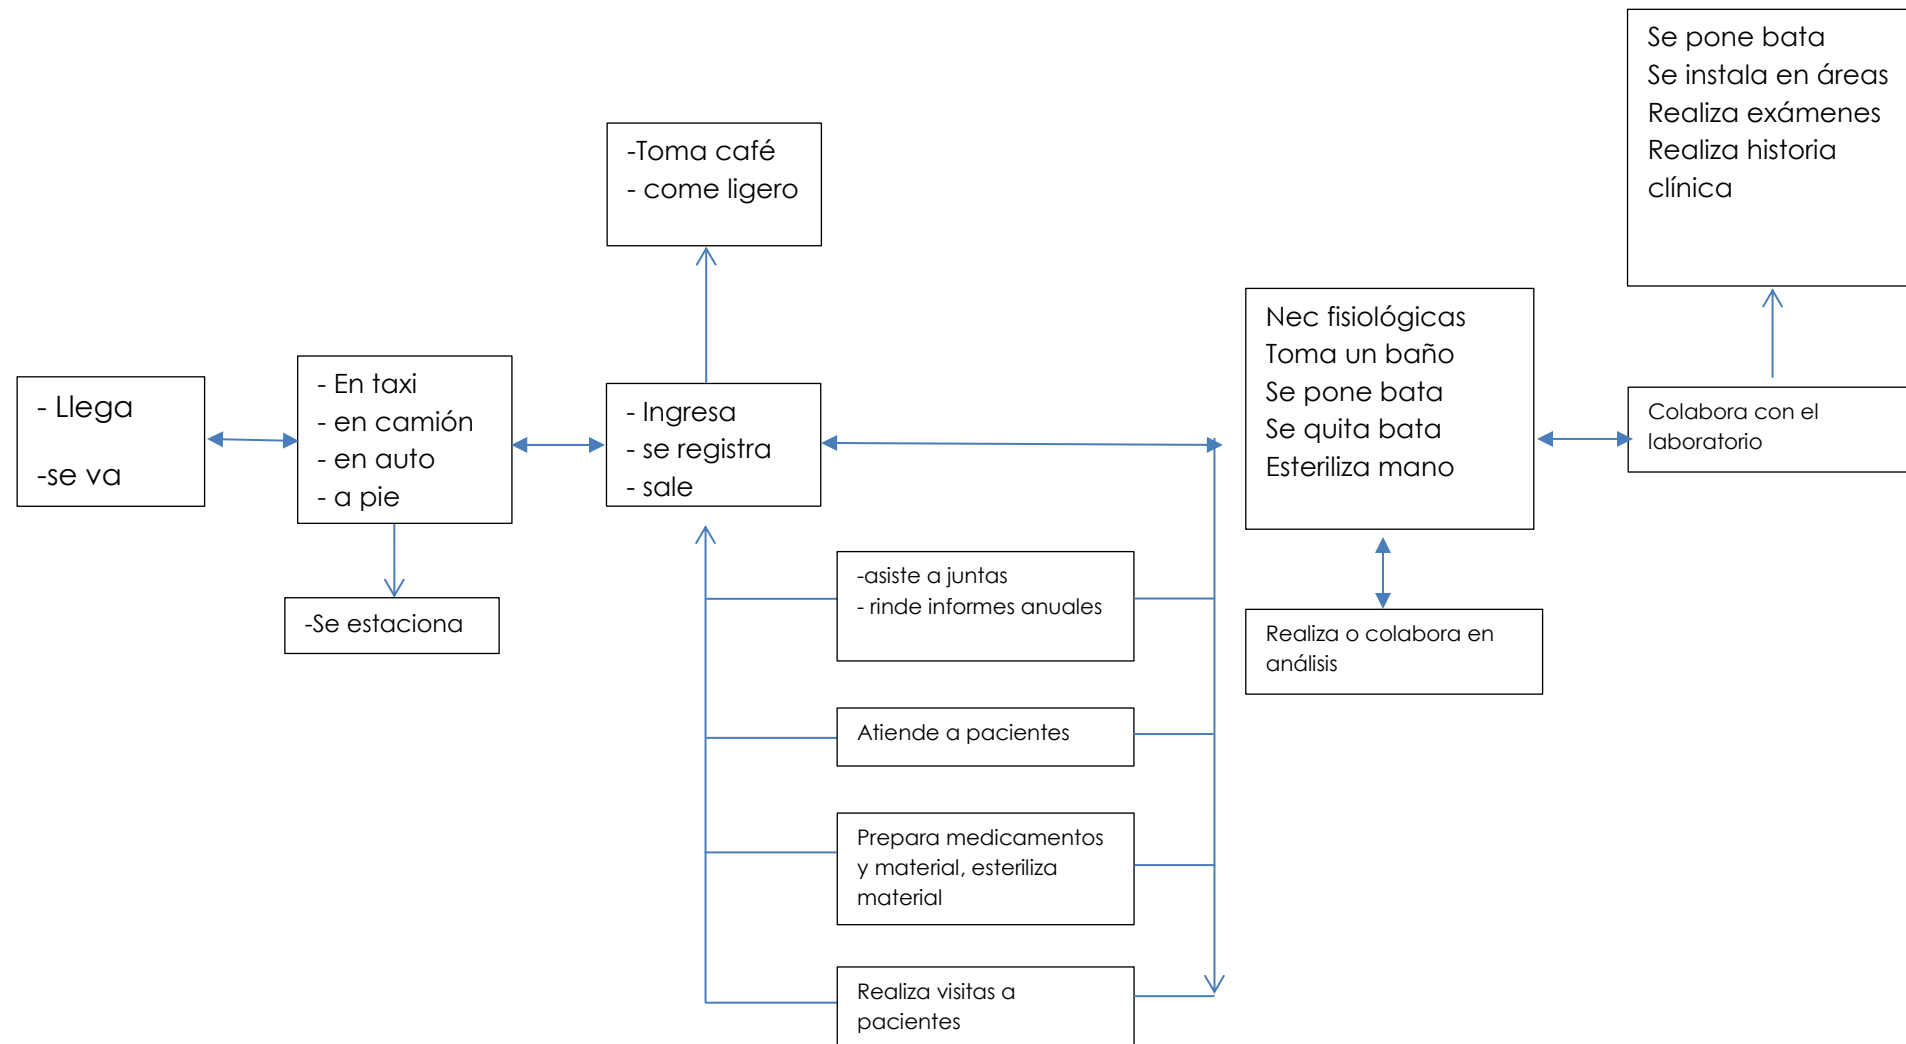 - Llega
-se va
- En taxi
- en camión
- en auto
- a pie
-Se estaciona
-Toma café
- come ligero
- Ingresa
- se registra
- sale
-asiste a juntas
- rinde informes anuales
Atiende a pacientes
Prepara medicamentos
y material, esteriliza
material
Realiza visitas a
pacientes
Nec fisiológicas
Toma un baño
Se pone bata
Se quita bata
Esteriliza mano
Realiza o colabora en
análisis
Colabora con el
laboratorio
Se pone bata
Se instala en áreas
Realiza exámenes
Realiza historia
clínica